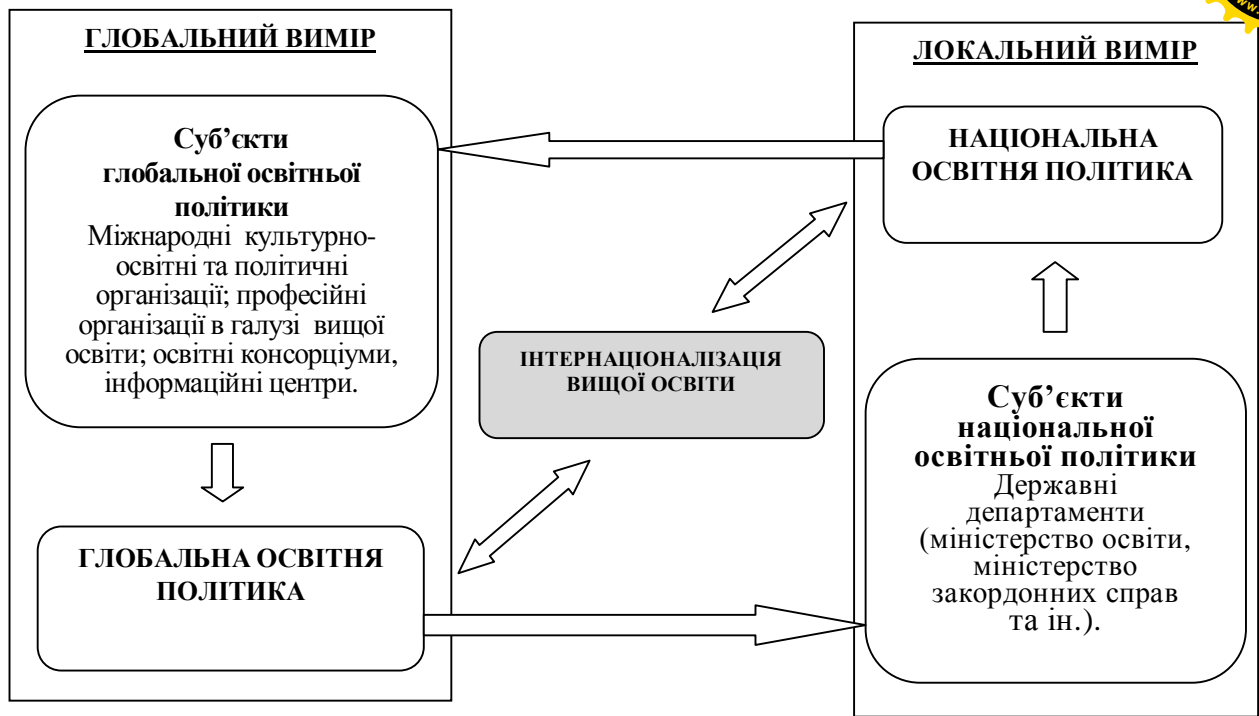 ГЛОБАЛЬНИЙ ВИМІР
Суб’єкти
глобальної освітньої
політики
Міжнародні культурно-
освітні та політичні
організації; професійні
організації в галузі вищої
освіти; освітні консорціуми,
інформаційні центри.
ГЛОБАЛЬНА ОСВІТНЯ
ПОЛІТИКА
ІНТЕРНАЦІОНАЛІЗАЦІЯ
ВИЩОЇ ОСВІТИ
ЛОКАЛЬНИЙ ВИМІР
НАЦІОНАЛЬНА
ОСВІТНЯ ПОЛІТИКА
Суб’єкти
національної
освітньої політики
Державні
департаменти
(міністерство освіти,
міністерство
закордонних справ
та ін.).